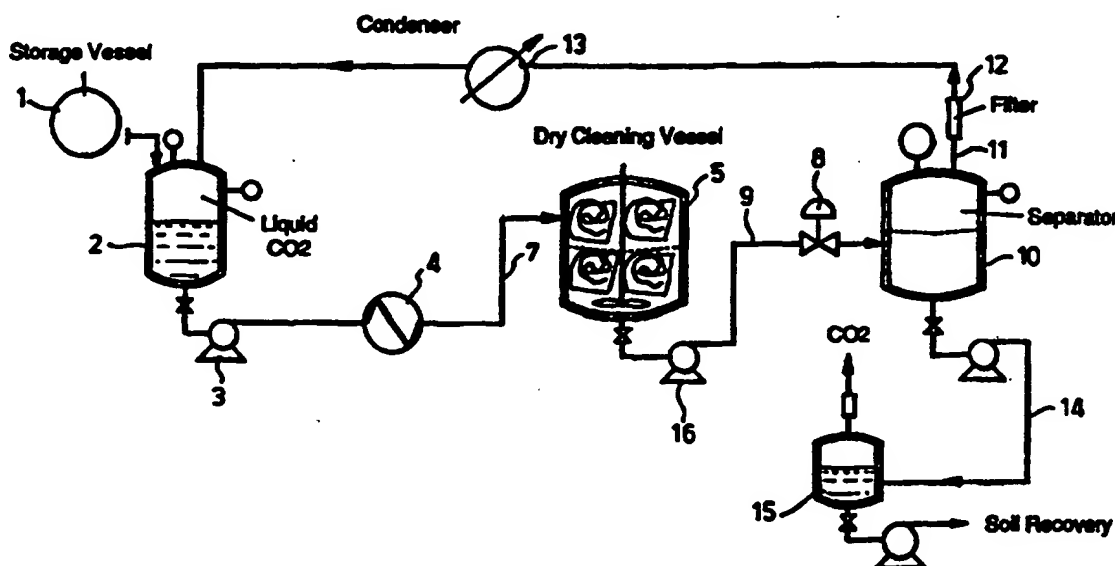 Condenser
13
Storage Vessel
1
12
Filter
11
Dry Cleaning Vessel
5
8
9
Liquid
CO2
2
Separator
10
4
7
CO2
3
16
14
15
Soil Recovery